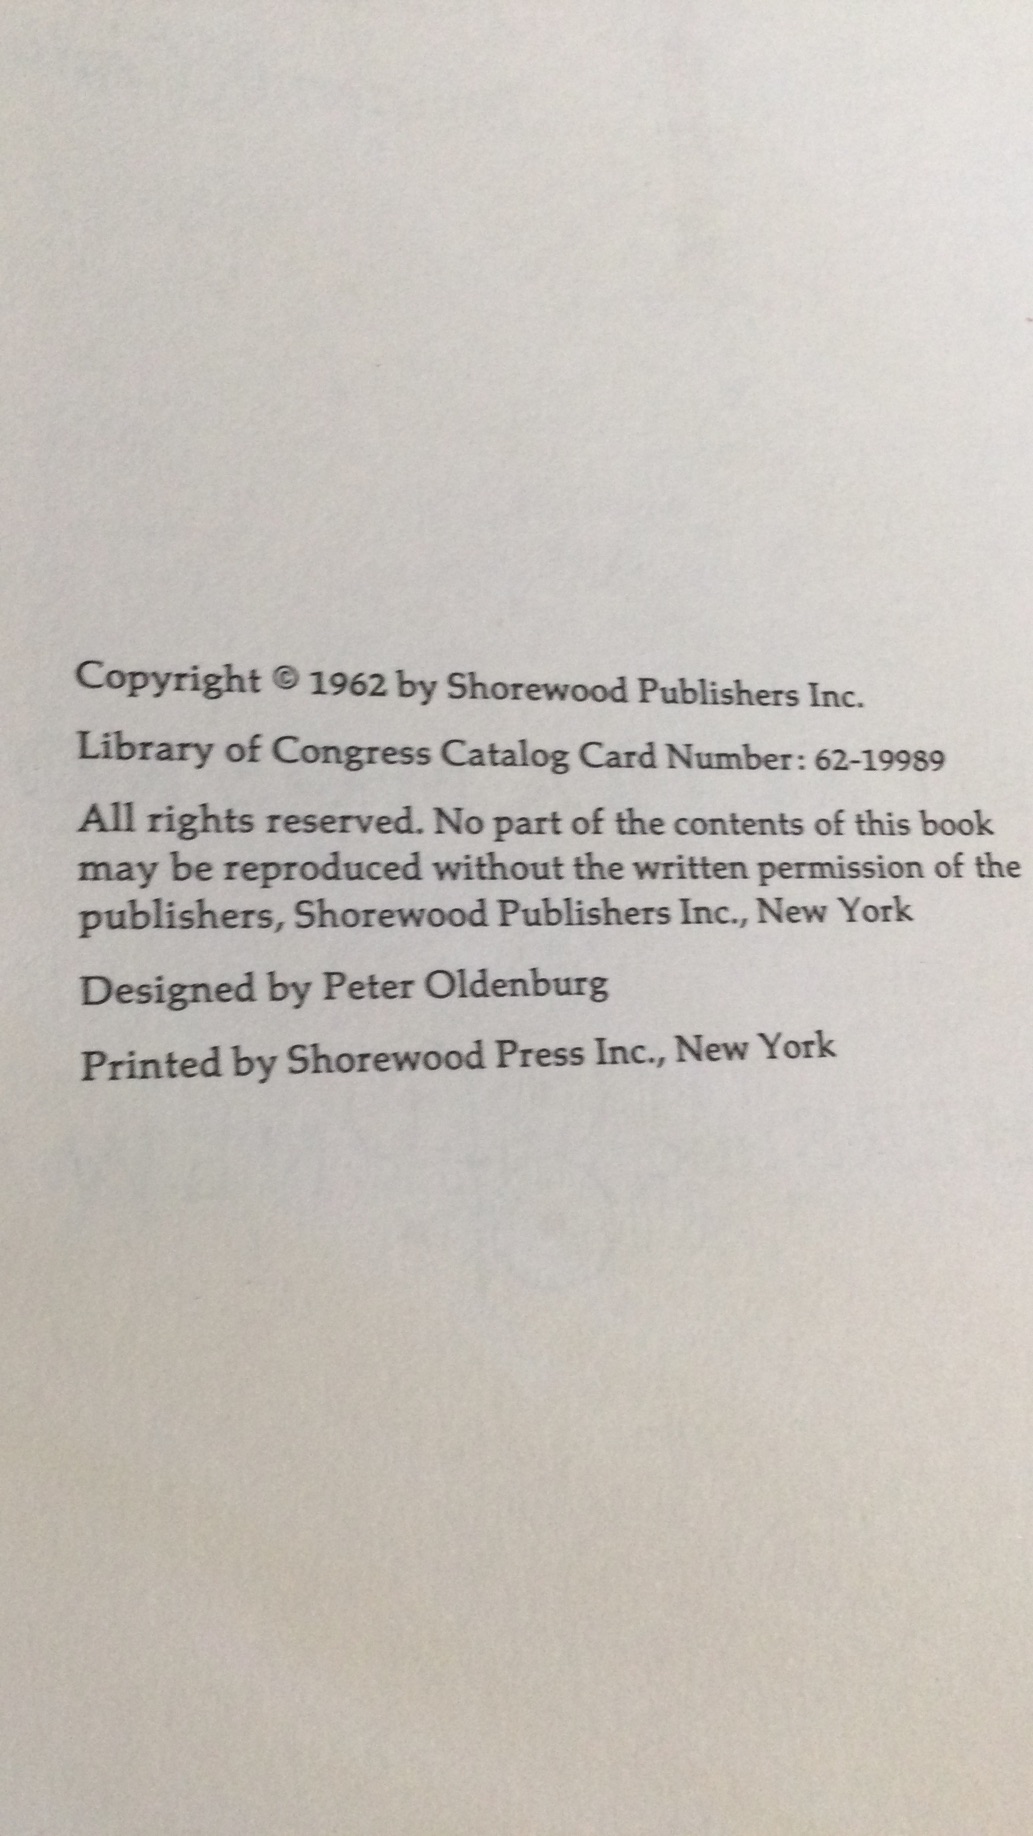 Copyright © 1962 by Shorewood Publishers Inc.
Library of Congress Catalog Card Number: 62-19989
All rights reserved. No part of the contents of this book
may be reproduced without the written permission of the
publishers, Shorewood Publishers Inc., New York
Designed by Peter Oldenburg
Printed by Shorewood Press Inc., New York